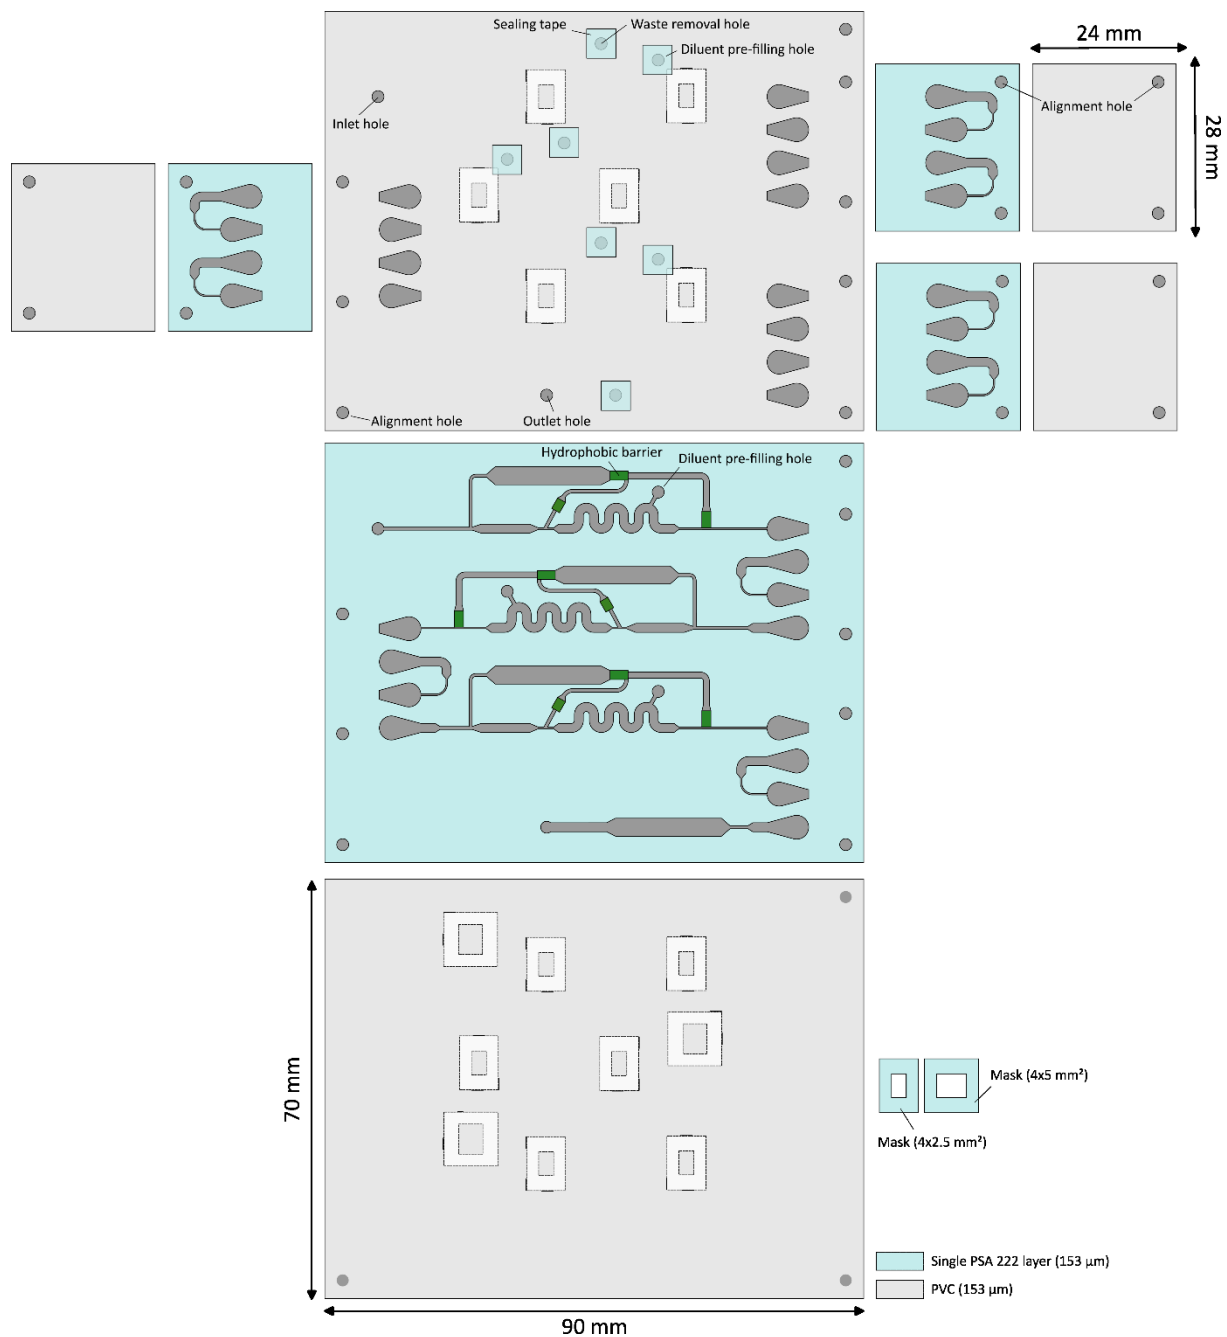 Sealing tape
Waste removal hole
Diluent pre-filling hole
Inlet hole
24 mm
Alignment hole
28 mm
Alignment hole
Outlet hole
Hydrophobic barrier
Diluent pre-filling hole
70 mm
Mask (4x5 mm²)
Mask (4x2.5 mm²)
Single PSA 222 layer (153 µm)
PVC (153 µm)
90 mm